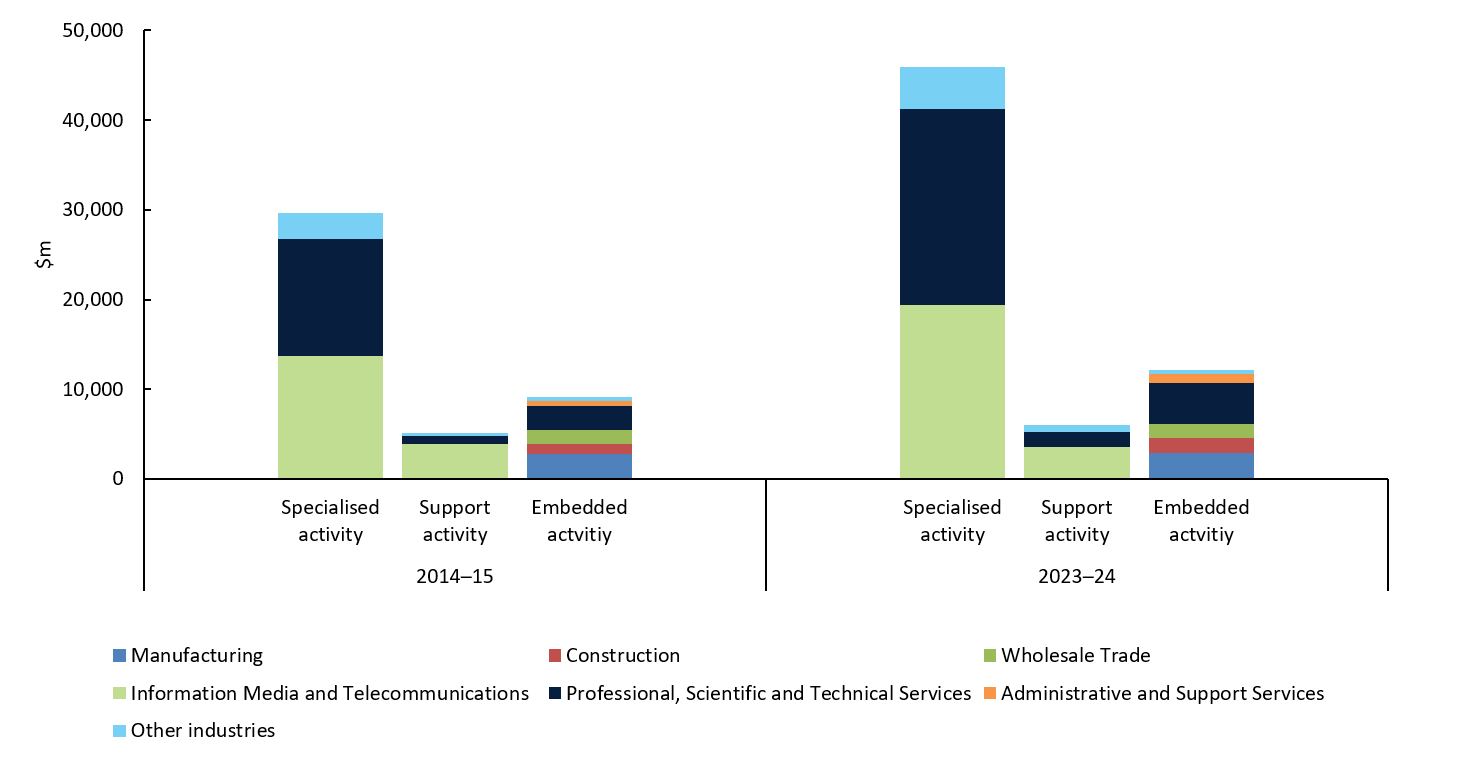 50,000
40,000
30,000
$m
20,000
10,000
0
Specialised Support Embedded Specialised Support Embedded
activity activity actvitiy activity activity actvitiy
2014–15 2023–24
Manufacturing Construction Wholesale Trade
Information Media and Telecommunications Professional, Scientific and Technical Services Administrative and Support Services
Other industries